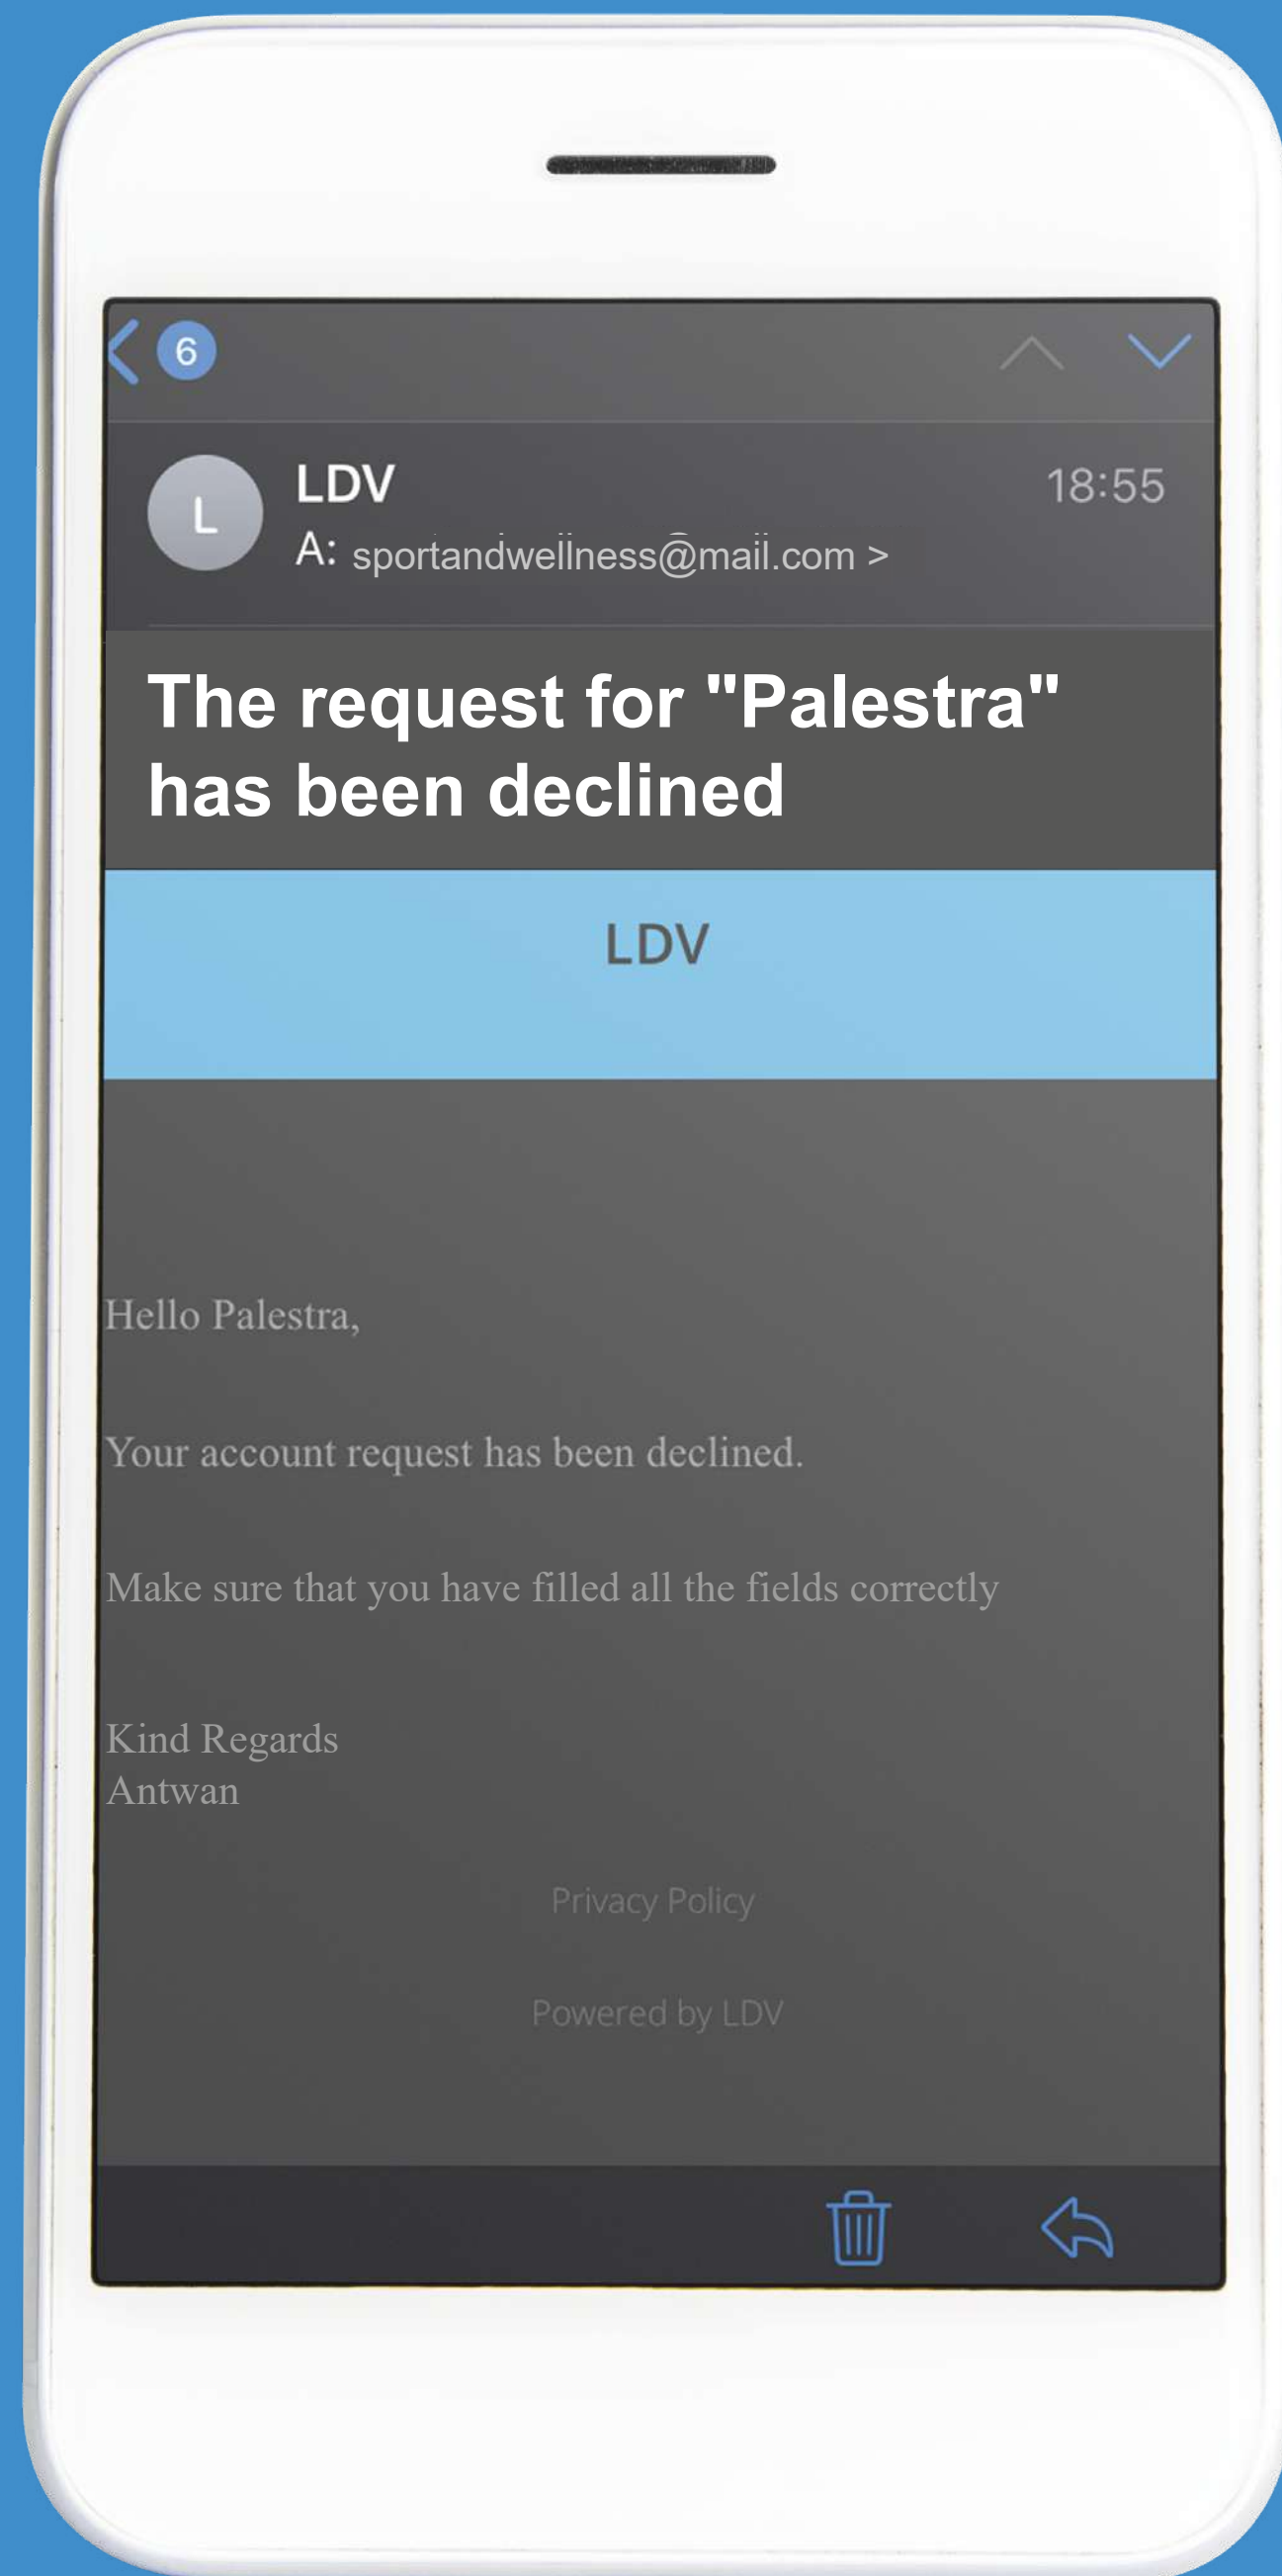 6
L
LDV
18:55
A: sportandwellness@mail.com >
The request for "Palestra"
has been declined
LDV
Hello Palestra,
Your account request has been declined.
Make sure that you have filled all the fields correctly
Kind Regards
Antwan
Privacy Policy
Powered by LDV